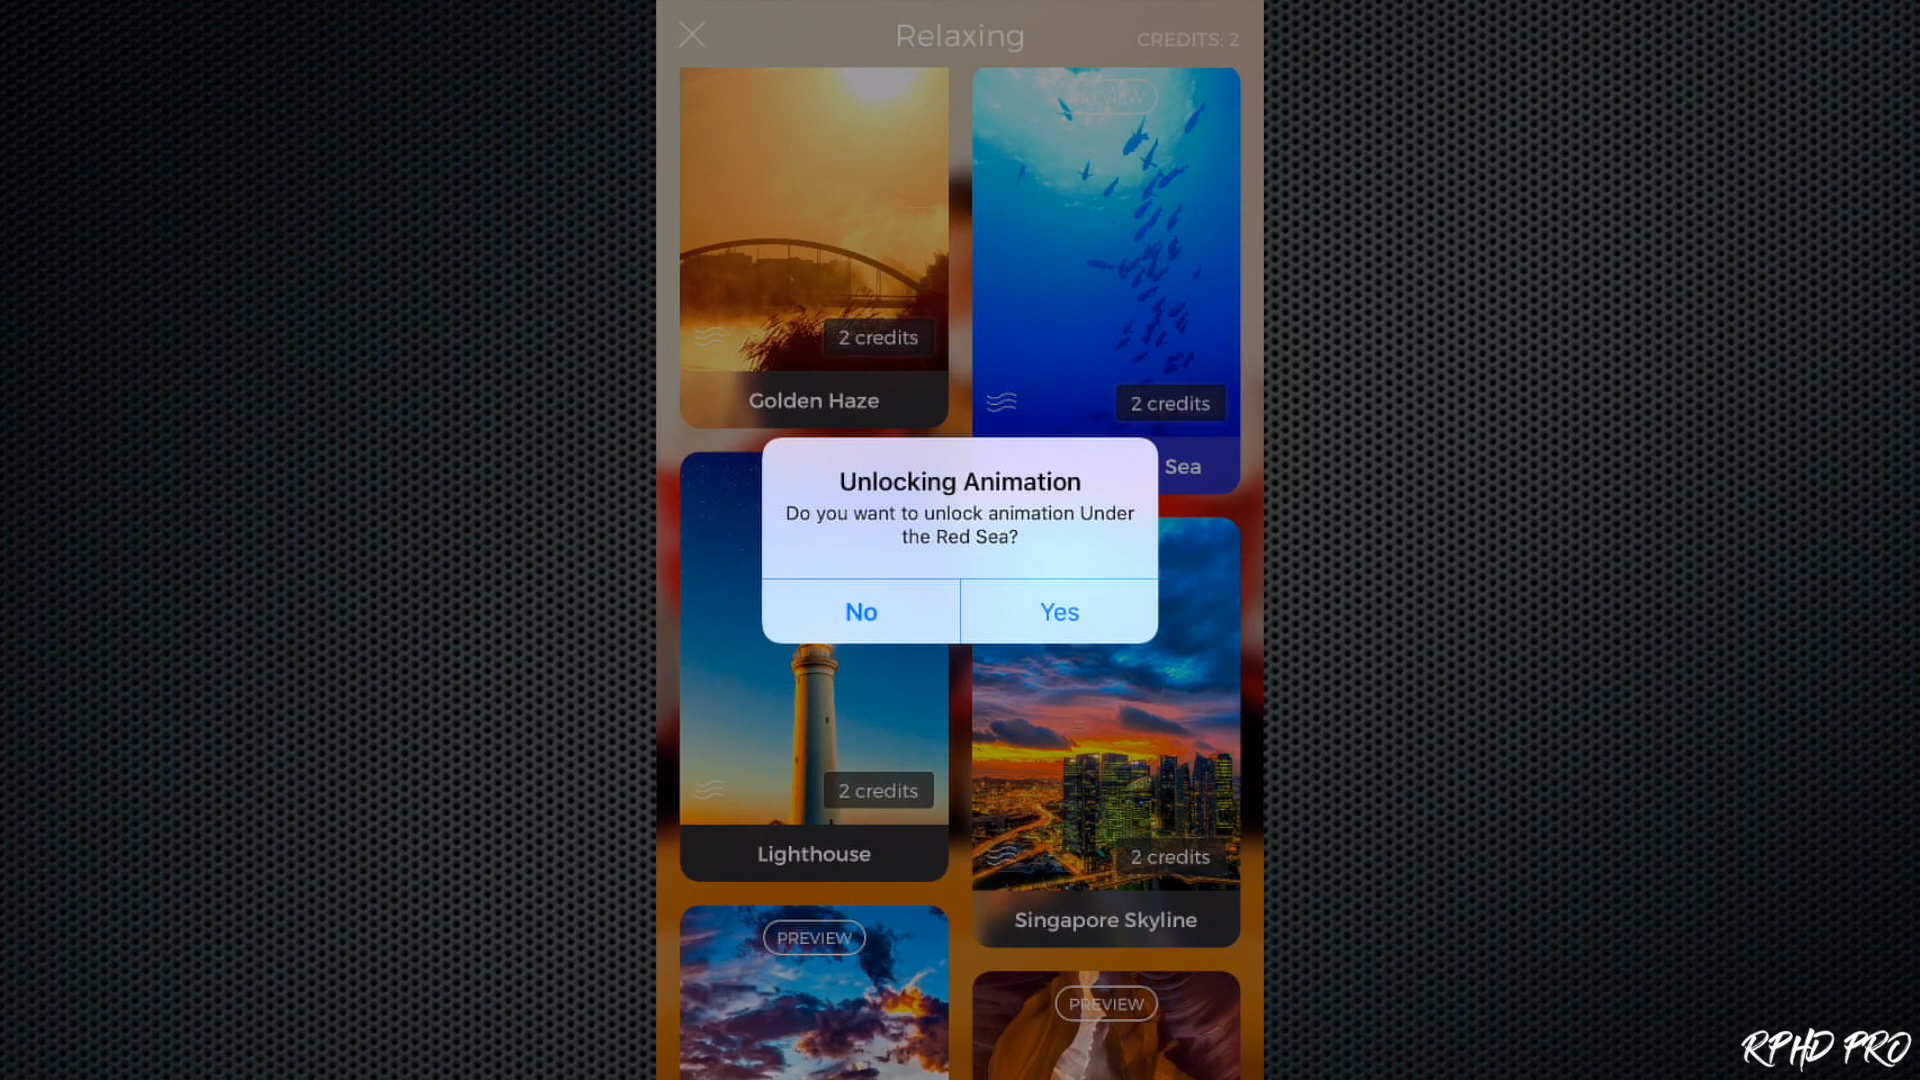 Relaxing
CREDITS: 2
PREVIEW
2 credits
Golden Haze
2 credits
Sea
Unlocking Animation
Do you want to unlock animation Under
the Red Sea?
No
Yes
2 credits
Lighthouse
2 credits
Singapore Skyline
PREVIEW
PREVIEW
RPHD PRO